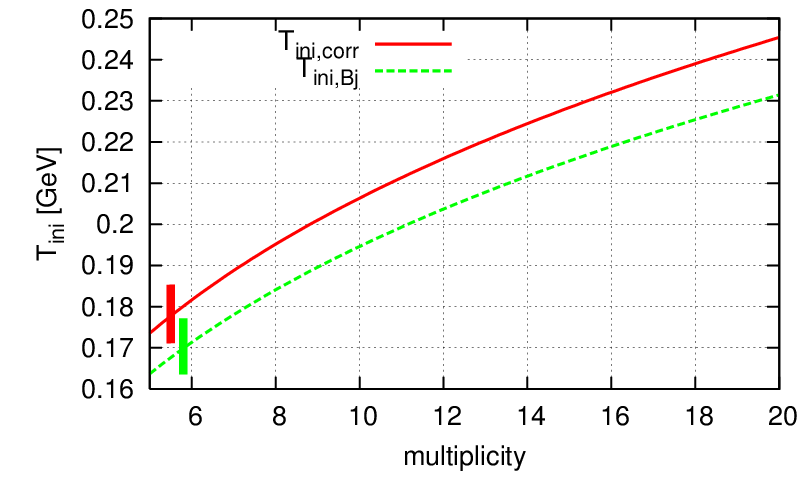 0.25
0.24
0.23
0.22
0.21
0.2
0.19
0.18
0.17
0.16
T_ini [GeV]
T_ini,corr
T_ini,Bj
6 8 10 12 14 16 18 20
multiplicity